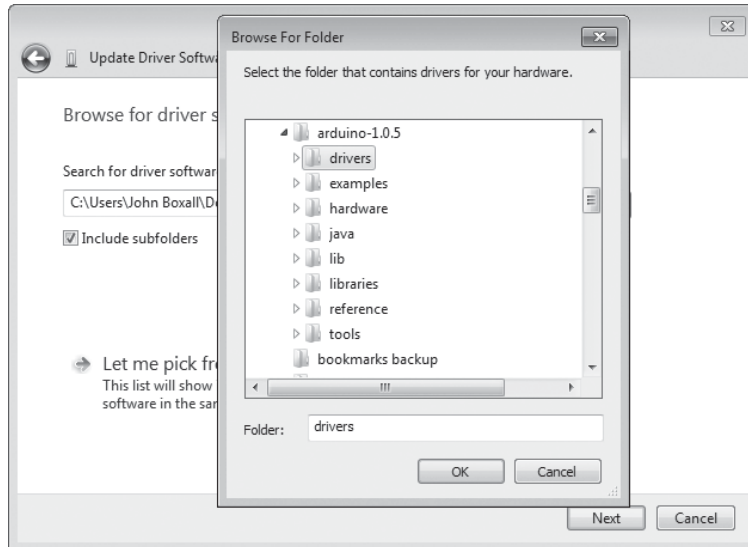 Update Driver Softw
Browse for driver s
Search for driver softwar
C:\Users\John Boxall\D
Include subfolders
Let me pick fr
This list will show
software in the sa
Browse For Folder
Select the folder that contains drivers for your hardware.
arduino-1.0.5
drivers
examples
hardware
java
lib
libraries
reference
tools
bookmarks backup
Folder: drivers
OK Cancel
Next Cancel